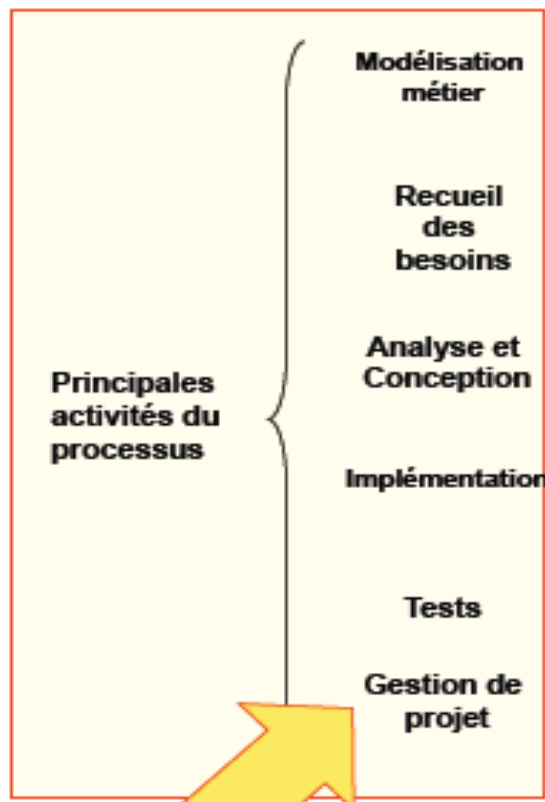 Modélisation
métier
Recueil
des
besoins
Analyse et
Conception
Principales
activités du
processus
Implémentation
Tests
Gestion de
projet